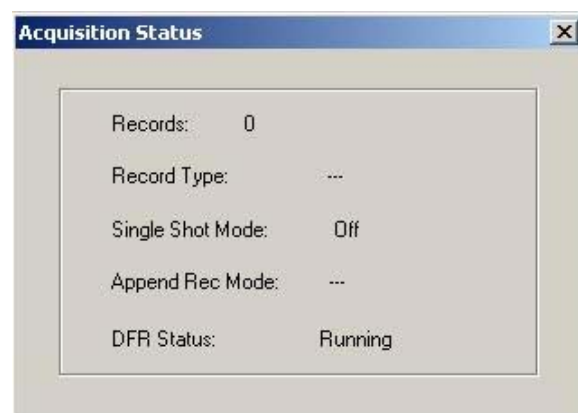 Acquisition Status
Records: 0
Record Type: ---
Single Shot Mode: Off
Append Rec Mode: ---
DFR Status: Running